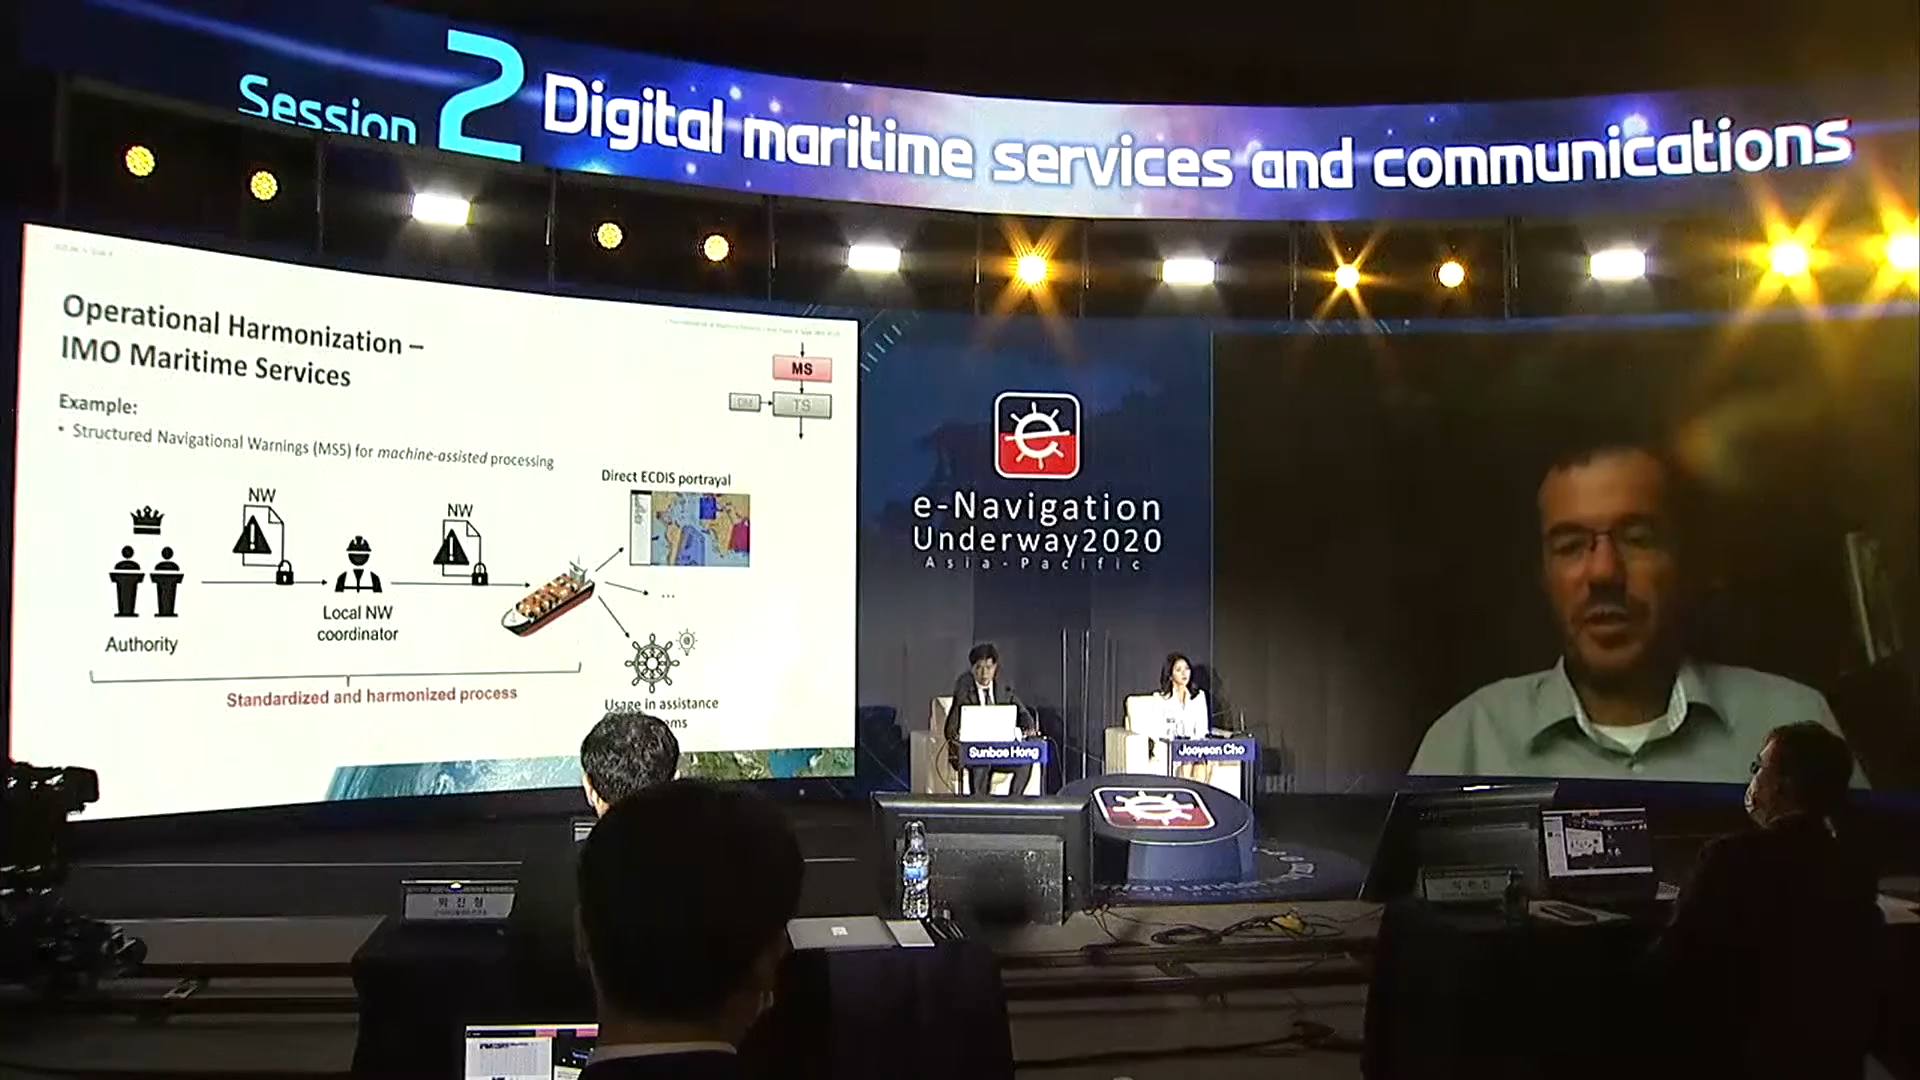 Session 2 Digital maritime services and communications
Operational Harmonization –
IMO Maritime Services
MS
DM
TS
Example:
• Structured Navigational Warnings (MS5) for machine-assisted processing
Direct ECDIS portrayal
NW
NW
...
Local NW
coordinator
Authority
Standardized and harmonized process
Usage in assistance
ems
e-Navigation
Underway2020
Asia-Pacific
Sunbae Hong
Jooyeon Cho